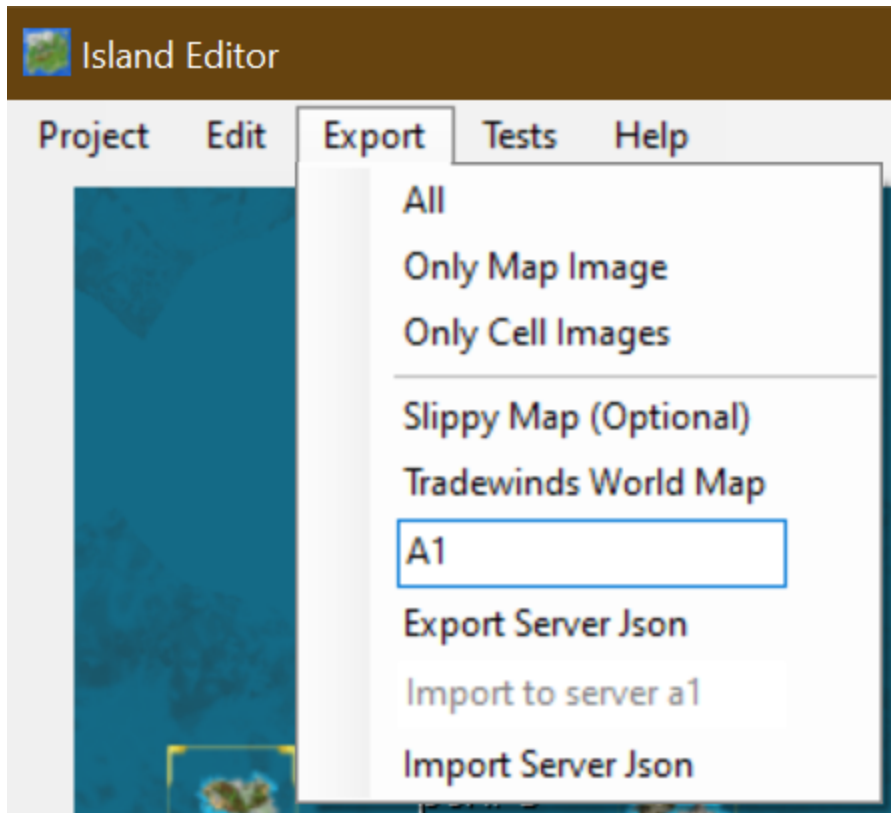 Island Editor
Project Edit Export Tests Help
All
Only Map Image
Only Cell Images
Slippy Map (Optional)
Tradewinds World Map
A1
Export Server Json
Import to server a1
Import Server Json